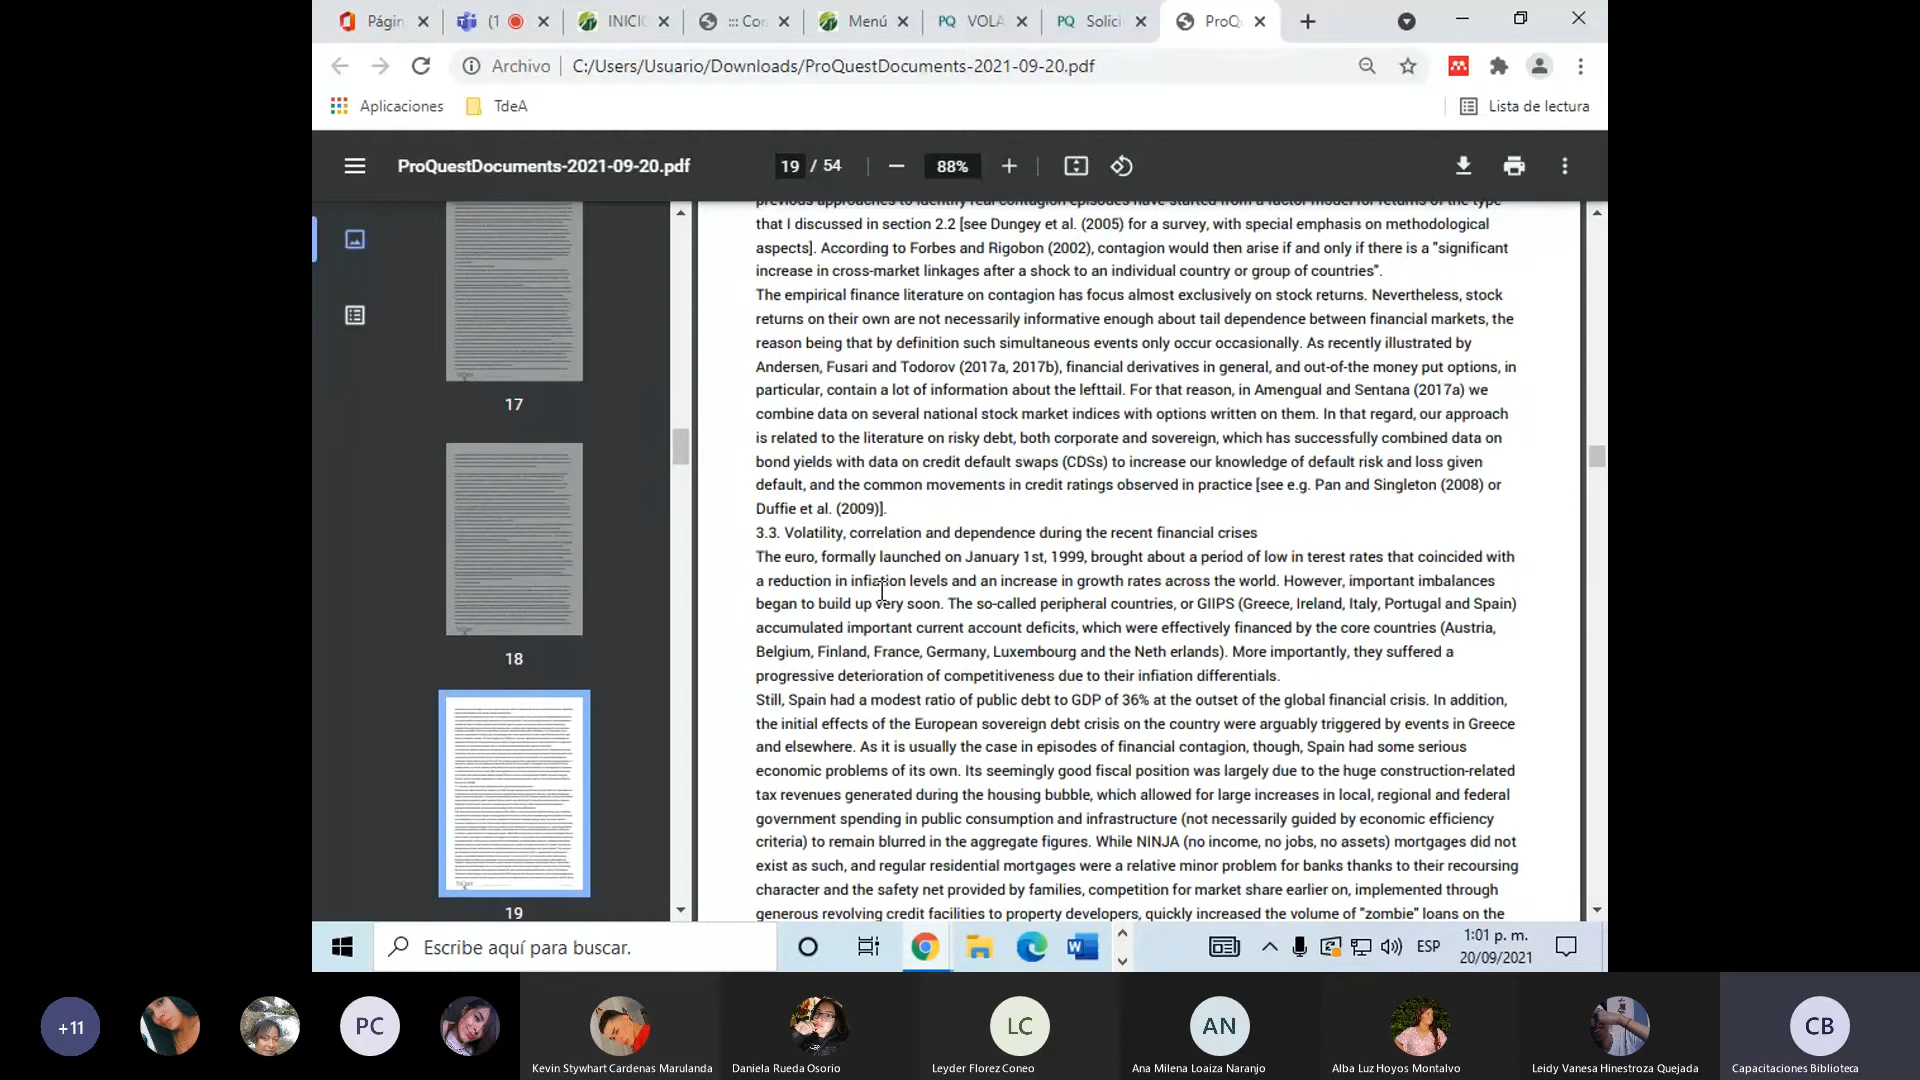 Págin
(1
INICI
::: Con
Menú
PQ VOLA
PQ Solici
ProQ
Archivo
C:/Users/Usuario/Downloads/ProQuestDocuments-2021-09-20.pdf
Aplicaciones
TdeA
Lista de lectura
ProQuestDocuments-2021-09-20.pdf
19 / 54
88%
17
18
19
previous approaches to identify real contagion episodes have started from a factor model for returns of the type
that I discussed in section 2.2 [see Dungey et al. (2005) for a survey, with special emphasis on methodological
aspects]. According to Forbes and Rigobon (2002), contagion would then arise if and only if there is a "significant
increase in cross-market linkages after a shock to an individual country or group of countries".
The empirical finance literature on contagion has focus almost exclusively on stock returns. Nevertheless, stock
returns on their own are not necessarily informative enough about tail dependence between financial markets, the
reason being that by definition such simultaneous events only occur occasionally. As recently illustrated by
Andersen, Fusari and Todorov (2017a, 2017b), financial derivatives in general, and out-of-the money put options, in
particular, contain a lot of information about the lefttail. For that reason, in Amengual and Sentana (2017a) we
combine data on several national stock market indices with options written on them. In that regard, our approach
is related to the literature on risky debt, both corporate and sovereign, which has successfully combined data on
bond yields with data on credit default swaps (CDSs) to increase our knowledge of default risk and loss given
default, and the common movements in credit ratings observed in practice [see e.g. Pan and Singleton (2008) or
Duffie et al. (2009)].
3.3. Volatility, correlation and dependence during the recent financial crises
The euro, formally launched on January 1st, 1999, brought about a period of low in terest rates that coincided with
a reduction in infiation levels and an increase in growth rates across the world. However, important imbalances
began to build up very soon. The so-called peripheral countries, or GIIPS (Greece, Ireland, Italy, Portugal and Spain)
accumulated important current account deficits, which were effectively financed by the core countries (Austria,
Belgium, Finland, France, Germany, Luxembourg and the Neth erlands). More importantly, they suffered a
progressive deterioration of competitiveness due to their infiation differentials.
Still, Spain had a modest ratio of public debt to GDP of 36% at the outset of the global financial crisis. In addition,
the initial effects of the European sovereign debt crisis on the country were arguably triggered by events in Greece
and elsewhere. As it is usually the case in episodes of financial contagion, though, Spain had some serious
economic problems of its own. Its seemingly good fiscal position was largely due to the huge construction-related
tax revenues generated during the housing bubble, which allowed for large increases in local, regional and federal
government spending in public consumption and infrastructure (not necessarily guided by economic efficiency
criteria) to remain blurred in the aggregate figures. While NINJA (no income, no jobs, no assets) mortgages did not
exist as such, and regular residential mortgages were a relative minor problem for banks thanks to their recoursing
character and the safety net provided by families, competition for market share earlier on, implemented through
generous revolving credit facilities to property developers, quickly increased the volume of "zombie" loans on the
Escribe aquí para buscar.
ESP
1:01 p. m.
20/09/2021
+11
PC
LC
AN
CB
Kevin Stywhart Cardenas Marulanda
Daniela Rueda Osorio
Leyder Florez Coneo
Ana Milena Loaiza Naranjo
Alba Luz Hoyos Montalvo
Leidy Vanesa Hinestroza Quejada
Capacitaciones Biblioteca